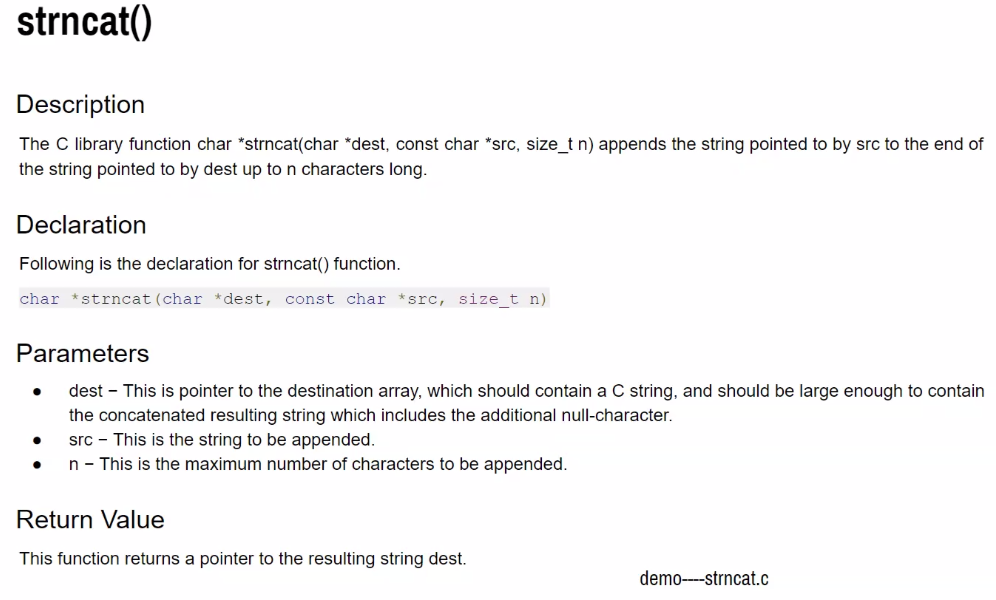 strncat()
Description
The C library function char *strncat(char *dest, const char *src, size_t n) appends the string pointed to by src to the end of
the string pointed to by dest up to n characters long.
Declaration
Following is the declaration for strncat() function.
char *strncat(char *dest, const char *src, size_t n)
Parameters
● dest − This is pointer to the destination array, which should contain a C string, and should be large enough to contain
the concatenated resulting string which includes the additional null-character.
● src − This is the string to be appended.
● n − This is the maximum number of characters to be appended.
Return Value
This function returns a pointer to the resulting string dest.
demo----strncat.c